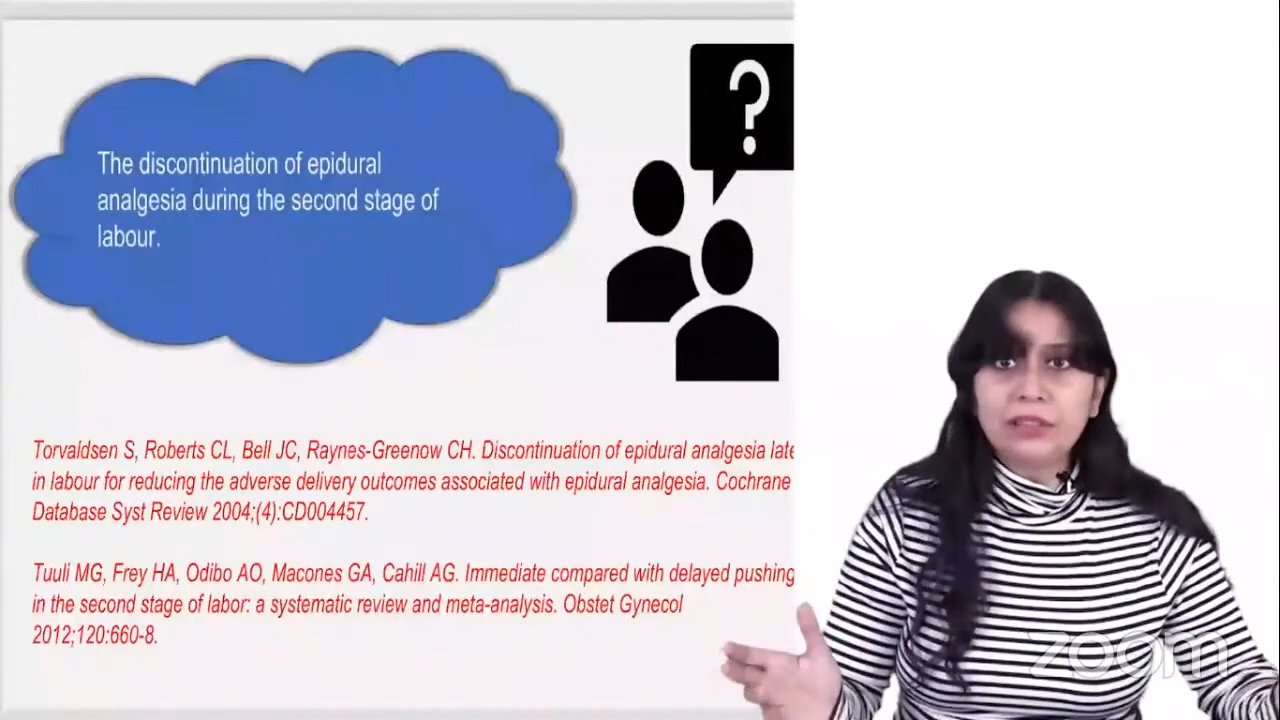 The discontinuation of epidural
analgesia during the second stage of
labour.
?
Torvaldsen S, Roberts CL, Bell JC, Raynes-Greenow CH. Discontinuation of epidural analgesia late
in labour for reducing the adverse delivery outcomes associated with epidural analgesia. Cochrane
Database Syst Review 2004;(4):CD004457.
Tuuli MG, Frey HA, Odibo AO, Macones GA, Cahill AG. Immediate compared with delayed pushing
in the second stage of labor: a systematic review and meta-analysis. Obstet Gynecol
2012;120:660-8.
zoom